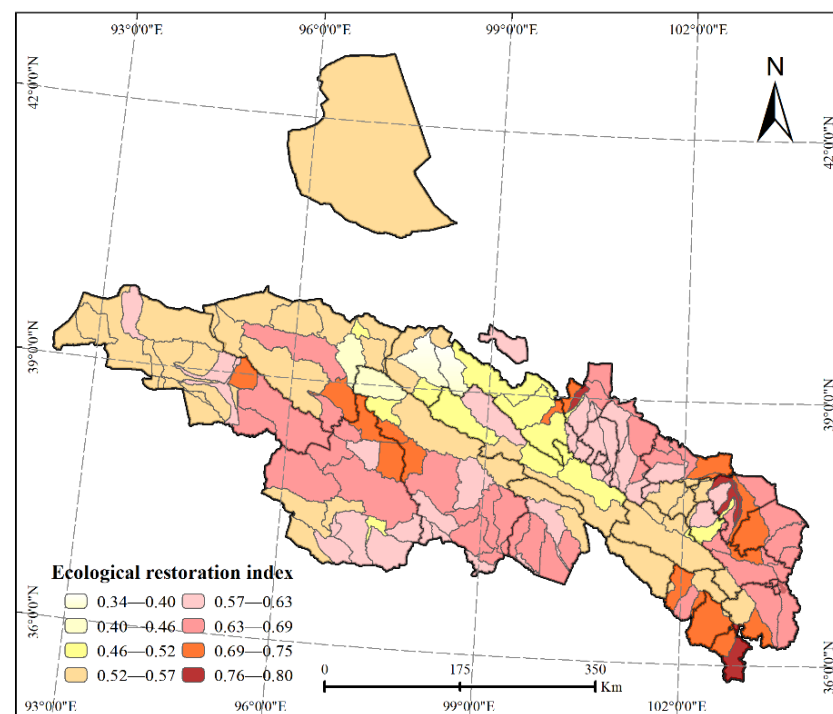 93°0'0"E 96°0'0"E 99°0'0"E 102°0'0"E
42°0'0"N
N
42°0'0"N
39°0'0"N
39°0'0"N
Ecological restoration index
0.34—0.40 0.57—0.63
0.40—0.46 0.63—0.69
0.46—0.52 0.69—0.75
0.52—0.57 0.76—0.80
36°0'0"N
0 175 350
Km
36°0'0"N
93°0'0"E 96°0'0"E 99°0'0"E 102°0'0"E